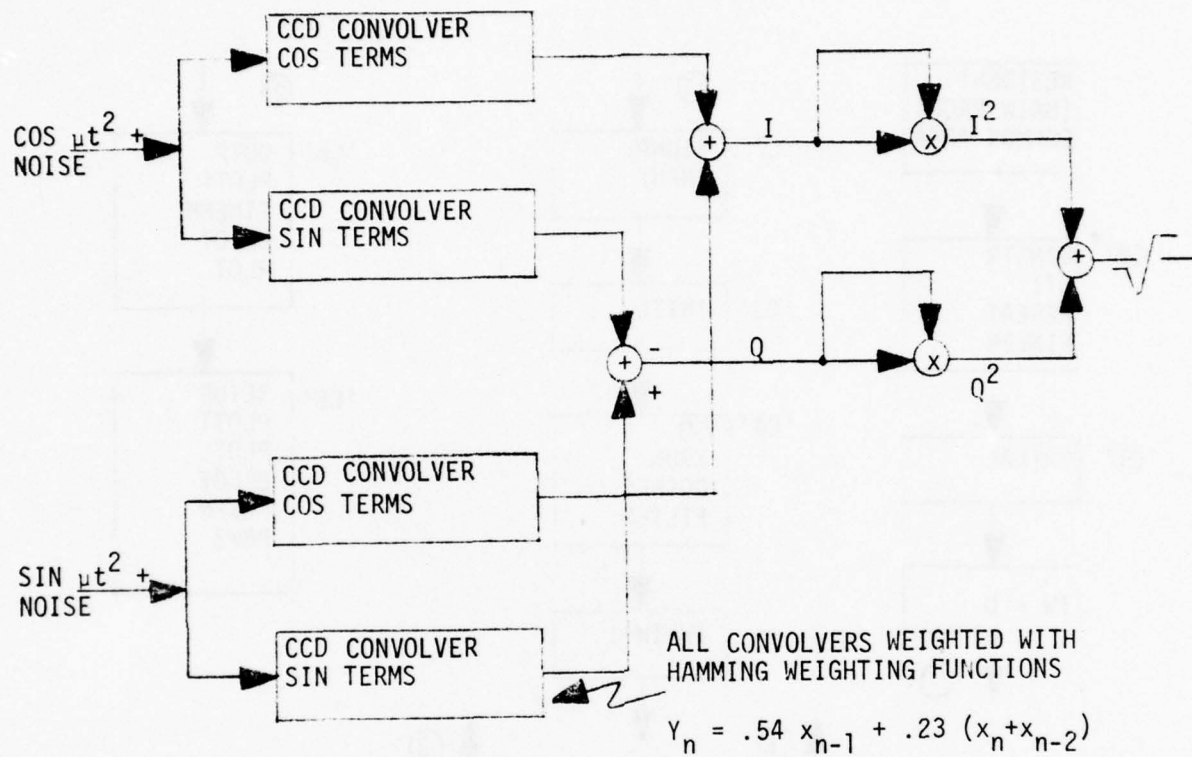 CCD CONVOLVER
COS TERMS
COS μt² +
NOISE
CCD CONVOLVER
SIN TERMS
+
I
x
I²
+
-
+
+
Q
x
Q²
√
CCD CONVOLVER
COS TERMS
SIN μt² +
NOISE
CCD CONVOLVER
SIN TERMS
ALL CONVOLVERS WEIGHTED WITH
HAMMING WEIGHTING FUNCTIONS
Yₙ = .54 xₙ₋₁ + .23 (xₙ+xₙ₋₂)